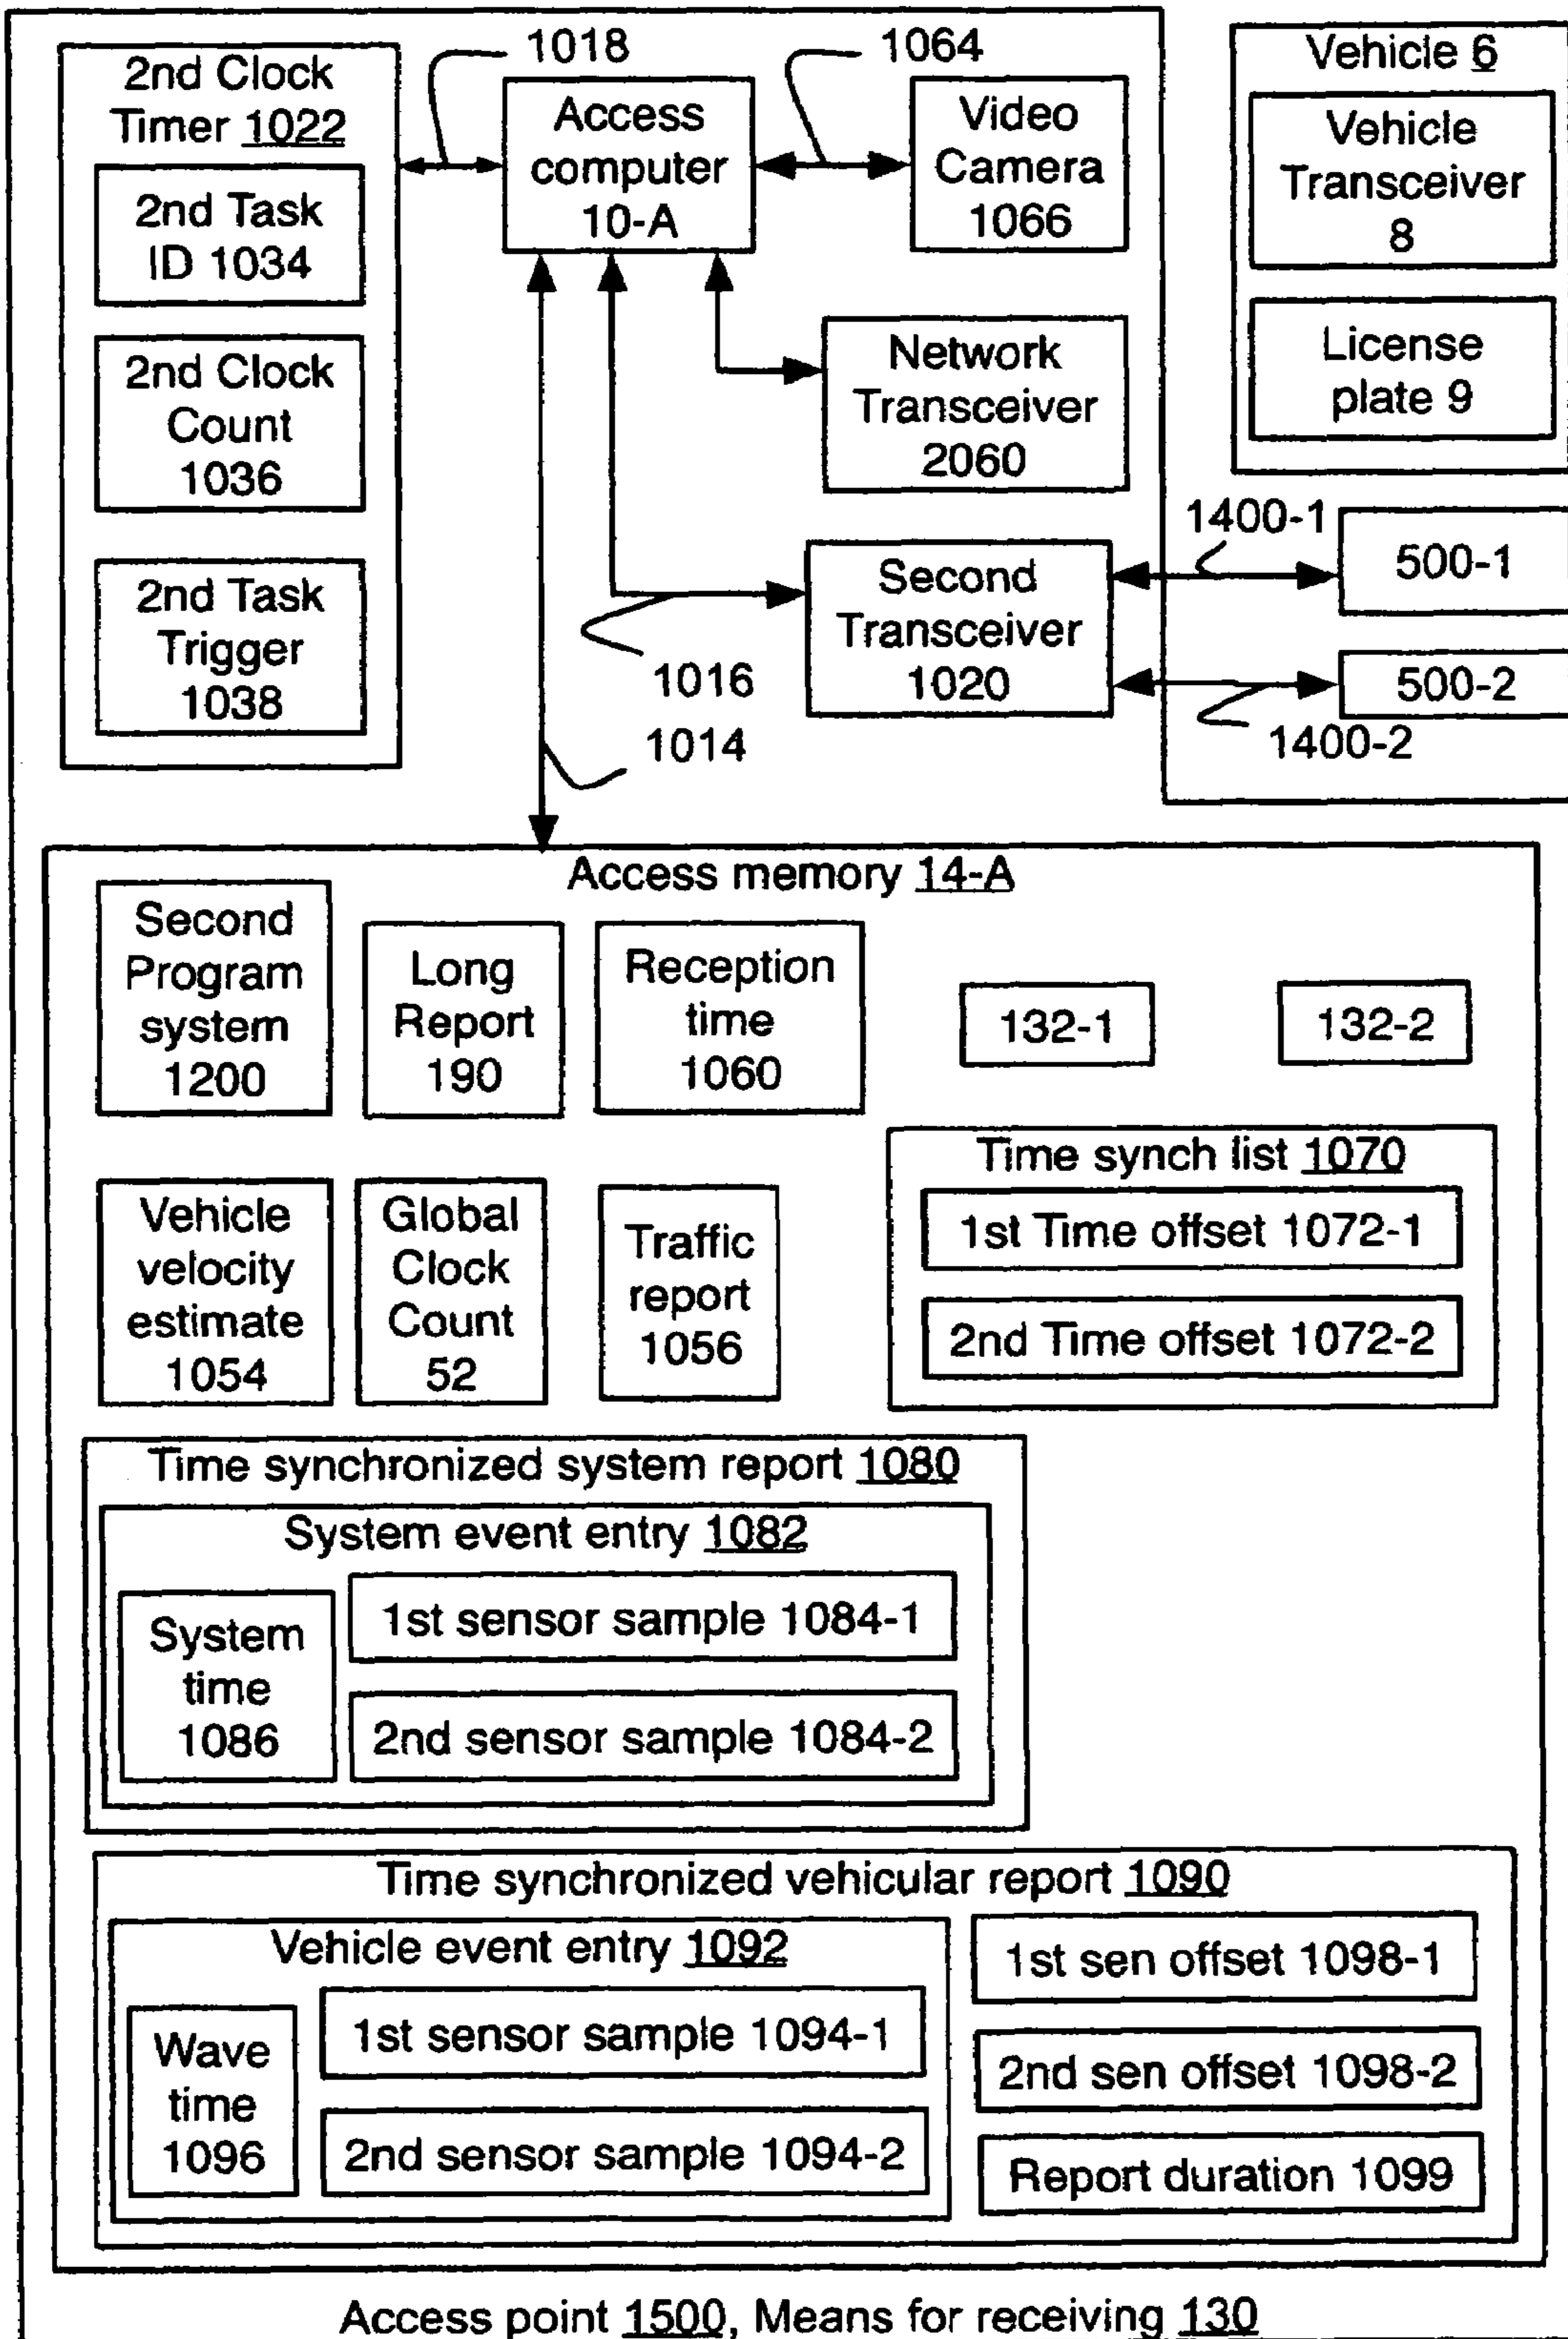 2nd Clock
Timer 1022
2nd Task
ID 1034
2nd Clock
Count
1036
2nd Task
Trigger
1038
1018
Access
computer
10-A
1064
Video
Camera
1066
Network
Transceiver
2060
Second
Transceiver
1020
1016
1014
Vehicle 6
Vehicle
Transceiver
8
License
plate 9
1400-1
500-1
500-2
1400-2
Access memory 14-A
Second
Program
system
1200
Long
Report
190
Reception
time
1060
132-1
132-2
Vehicle
velocity
estimate
1054
Global
Clock
Count
52
Traffic
report
1056
Time synch list 1070
1st Time offset 1072-1
2nd Time offset 1072-2
Time synchronized system report 1080
System event entry 1082
System
time
1086
1st sensor sample 1084-1
2nd sensor sample 1084-2
Time synchronized vehicular report 1090
Vehicle event entry 1092
Wave
time
1096
1st sensor sample 1094-1
2nd sensor sample 1094-2
1st sen offset 1098-1
2nd sen offset 1098-2
Report duration 1099
Access point 1500, Means for receiving 130